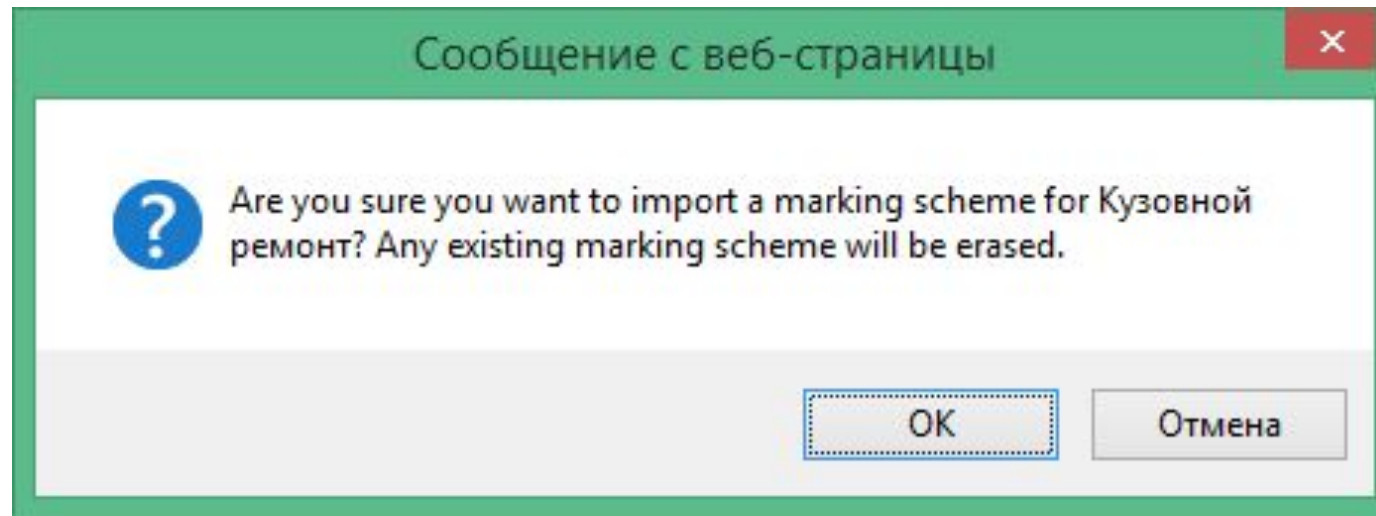 Сообщение с веб-страницы
Are you sure you want to import a marking scheme for Кузовной
ремонт? Any existing marking scheme will be erased.
OK
Отмена